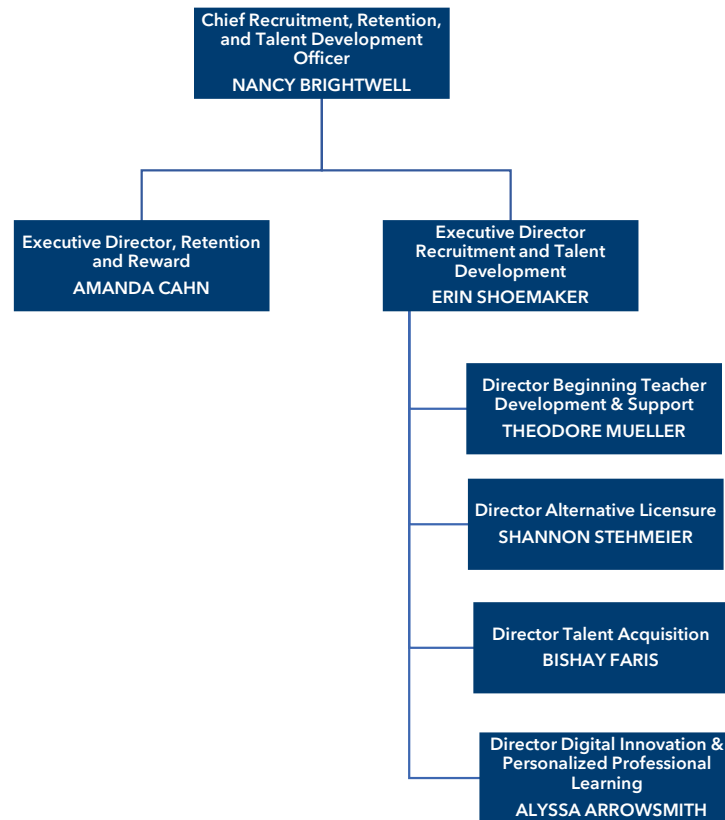 Chief Recruitment, Retention,
and Talent Development
Officer
NANCY BRIGHTWELL
Executive Director, Retention
and Reward
AMANDA CAHN
Executive Director
Recruitment and Talent
Development
ERIN SHOEMAKER
Director Beginning Teacher
Development & Support
THEODORE MUELLER
Director Alternative Licensure
SHANNON STEHMEIER
Director Talent Acquisition
BISHAY FARIS
Director Digital Innovation &
Personalized Professional
Learning
ALYSSA ARROWSMITH